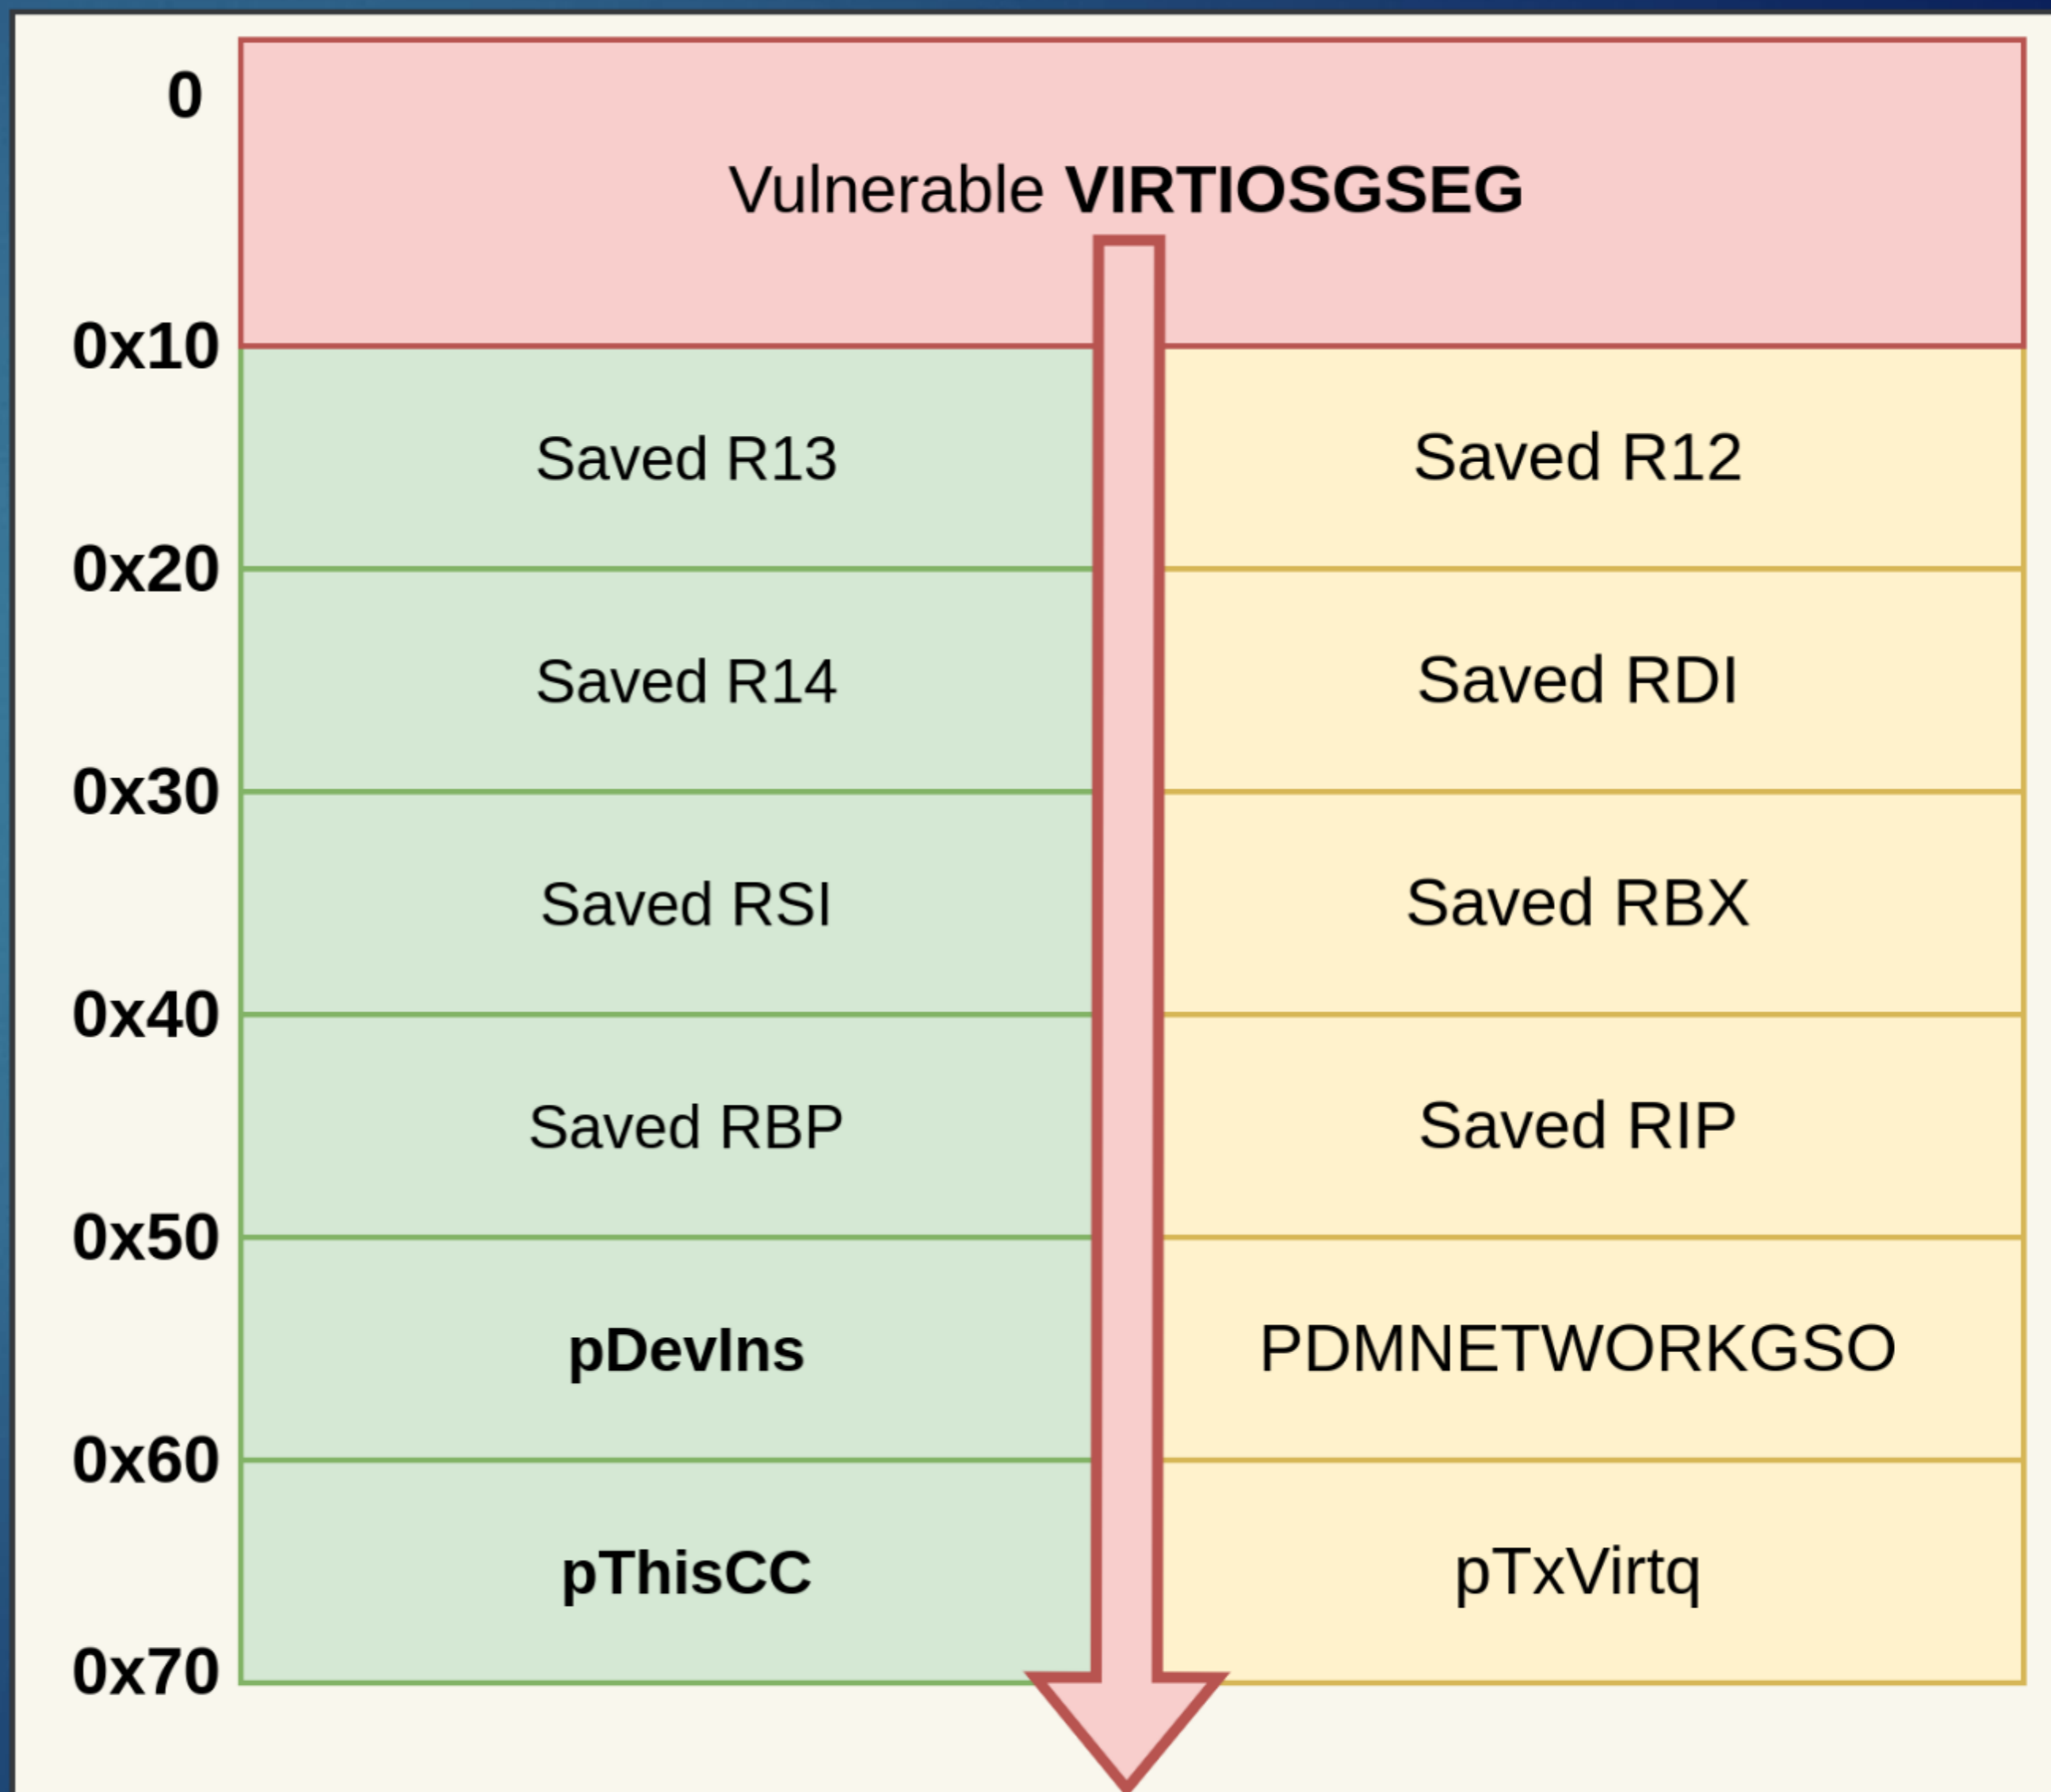 0
Vulnerable VIRTIOSGSEG
0x10
Saved R13 Saved R12
0x20
Saved R14 Saved RDI
0x30
Saved RSI Saved RBX
0x40
Saved RBP Saved RIP
0x50
pDevIns PDMNETWORKGSO
0x60
pThisCC pTxVirtq
0x70